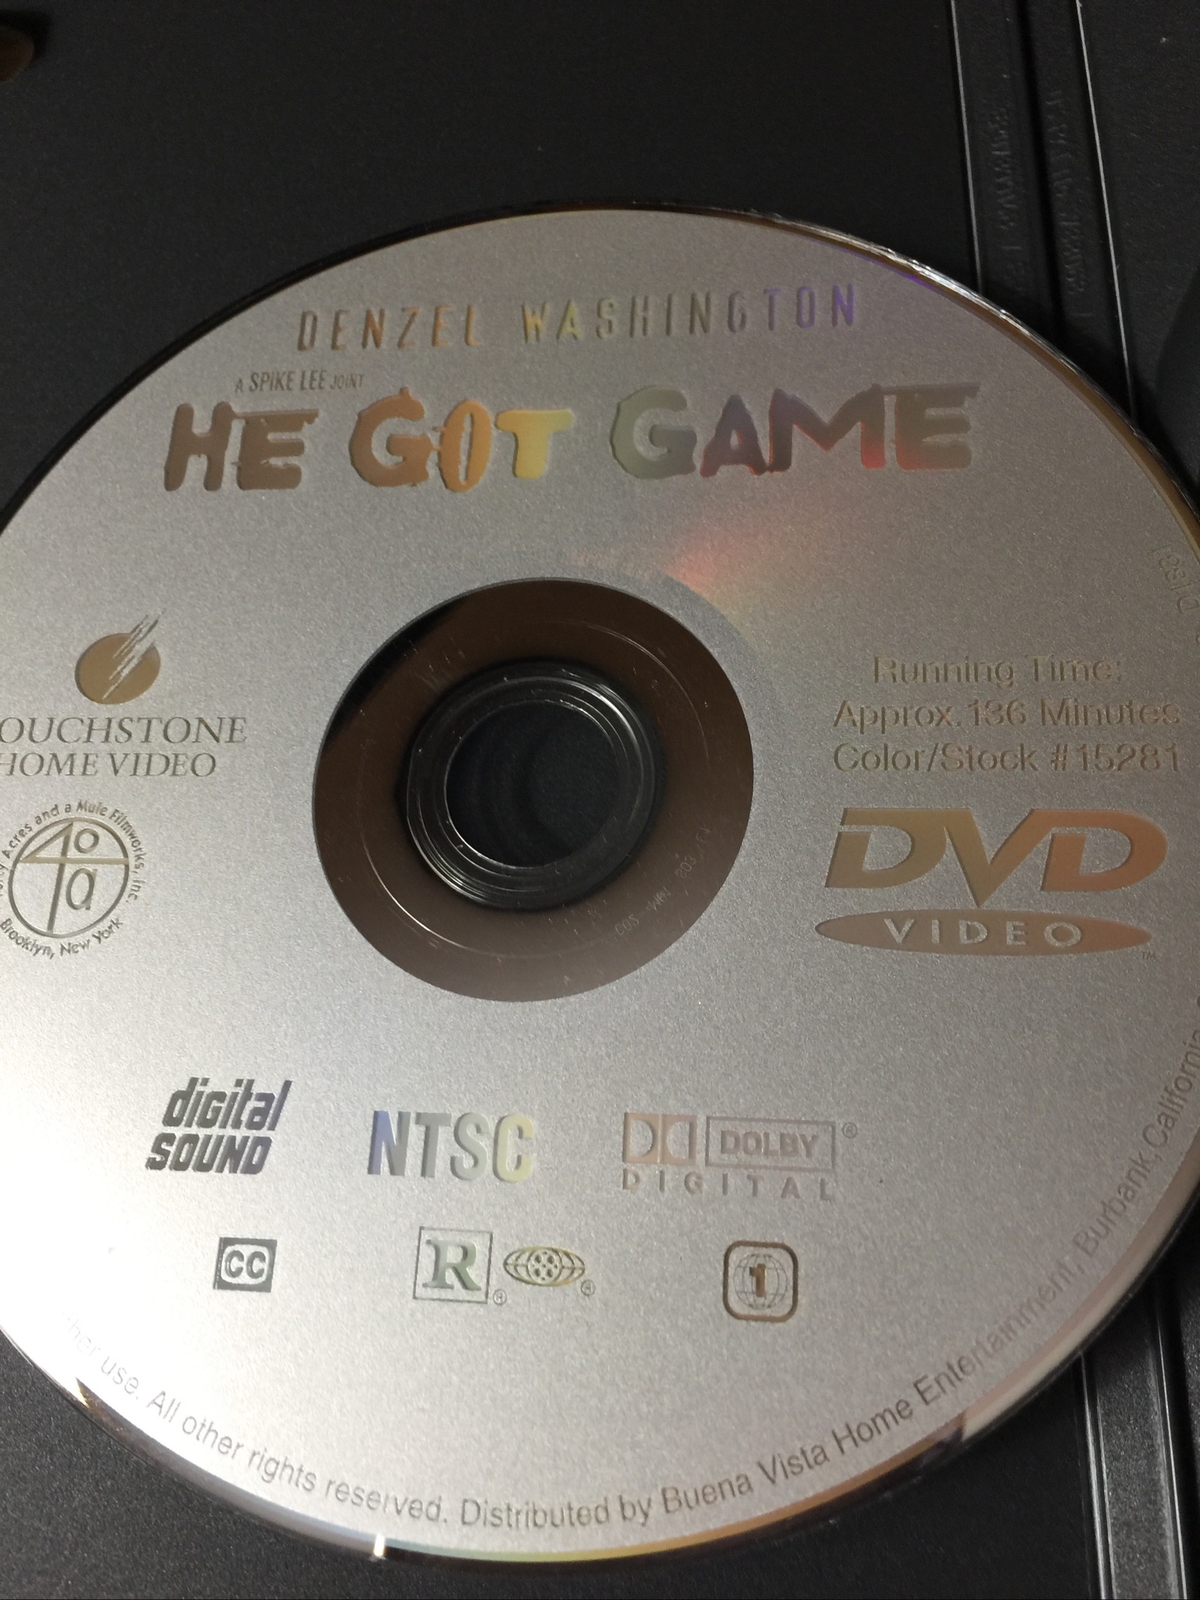 DENZEL WASHINGTON
A SPIKE LEE JOINT
HE GOT GAME
OUCHSTONE
HOME VIDEO
Acres and a Mule Filmworks, Inc.
40
a
Brooklyn, New York
Running Time:
Approx.136 Minutes
Color/Stock #15281
DVD
VIDEO™
digital
SOUND
NTSC
DOLBY®
DIGITAL
CC
R®
®
1
use. All other rights reserved. Distributed by Buena Vista Home Entertainment, Burbank, California